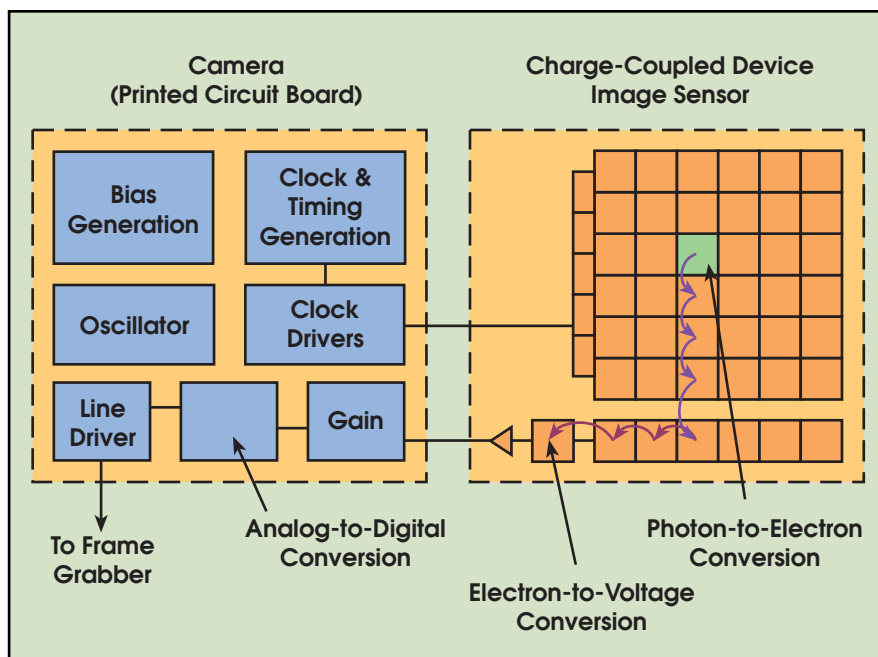 Camera
(Printed Circuit Board)
Charge-Coupled Device
Image Sensor
Bias
Generation
Clock &
Timing
Generation
Oscillator
Clock
Drivers
Line
Driver
Gain
To Frame
Grabber
Analog-to-Digital
Conversion
Electron-to-Voltage
Conversion
Photon-to-Electron
Conversion